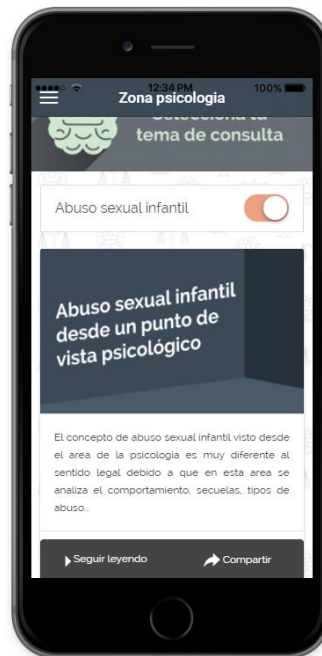 12:34 PM
100%
Zona psicologia
Selecciona tu
tema de consulta
Abuso sexual infantil
Abuso sexual infantil
desde un punto de
vista psicológico
El concepto de abuso sexual infantil visto desde
el area de la psicologia es muy diferente al
sentido legal debido a que en esta area se
analiza el comportamiento, secuelas, tipos de
abuso...
Seguir leyendo
Compartir